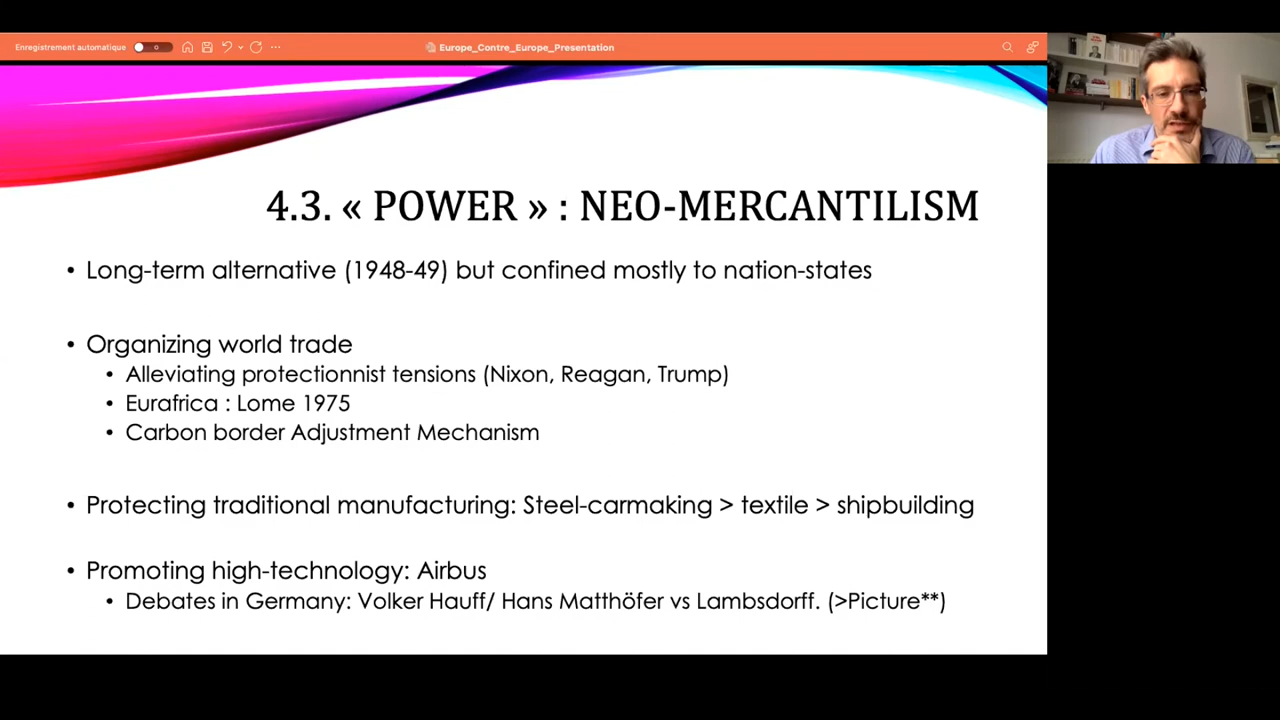 Enregistrement automatique
Europe_Contre_Europe_Presentation
4.3. « POWER » : NEO-MERCANTILISM
• Long-term alternative (1948-49) but confined mostly to nation-states
• Organizing world trade
• Alleviating protectionnist tensions (Nixon, Reagan, Trump)
• Eurafrica : Lome 1975
• Carbon border Adjustment Mechanism
• Protecting traditional manufacturing: Steel-carmaking > textile > shipbuilding
• Promoting high-technology: Airbus
• Debates in Germany: Volker Hauff/ Hans Matthöfer vs Lambsdorff. (>Picture**)